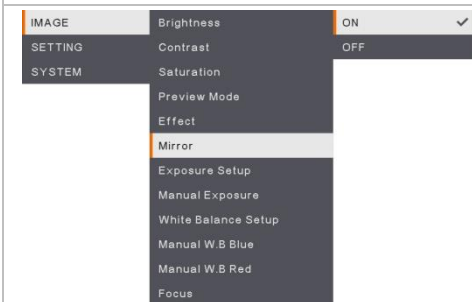 IMAGE
SETTING
SYSTEM
Brightness
Contrast
Saturation
Preview Mode
Effect
Mirror
Exposure Setup
Manual Exposure
White Balance Setup
Manual W.B Blue
Manual W.B Red
Focus
ON
OFF